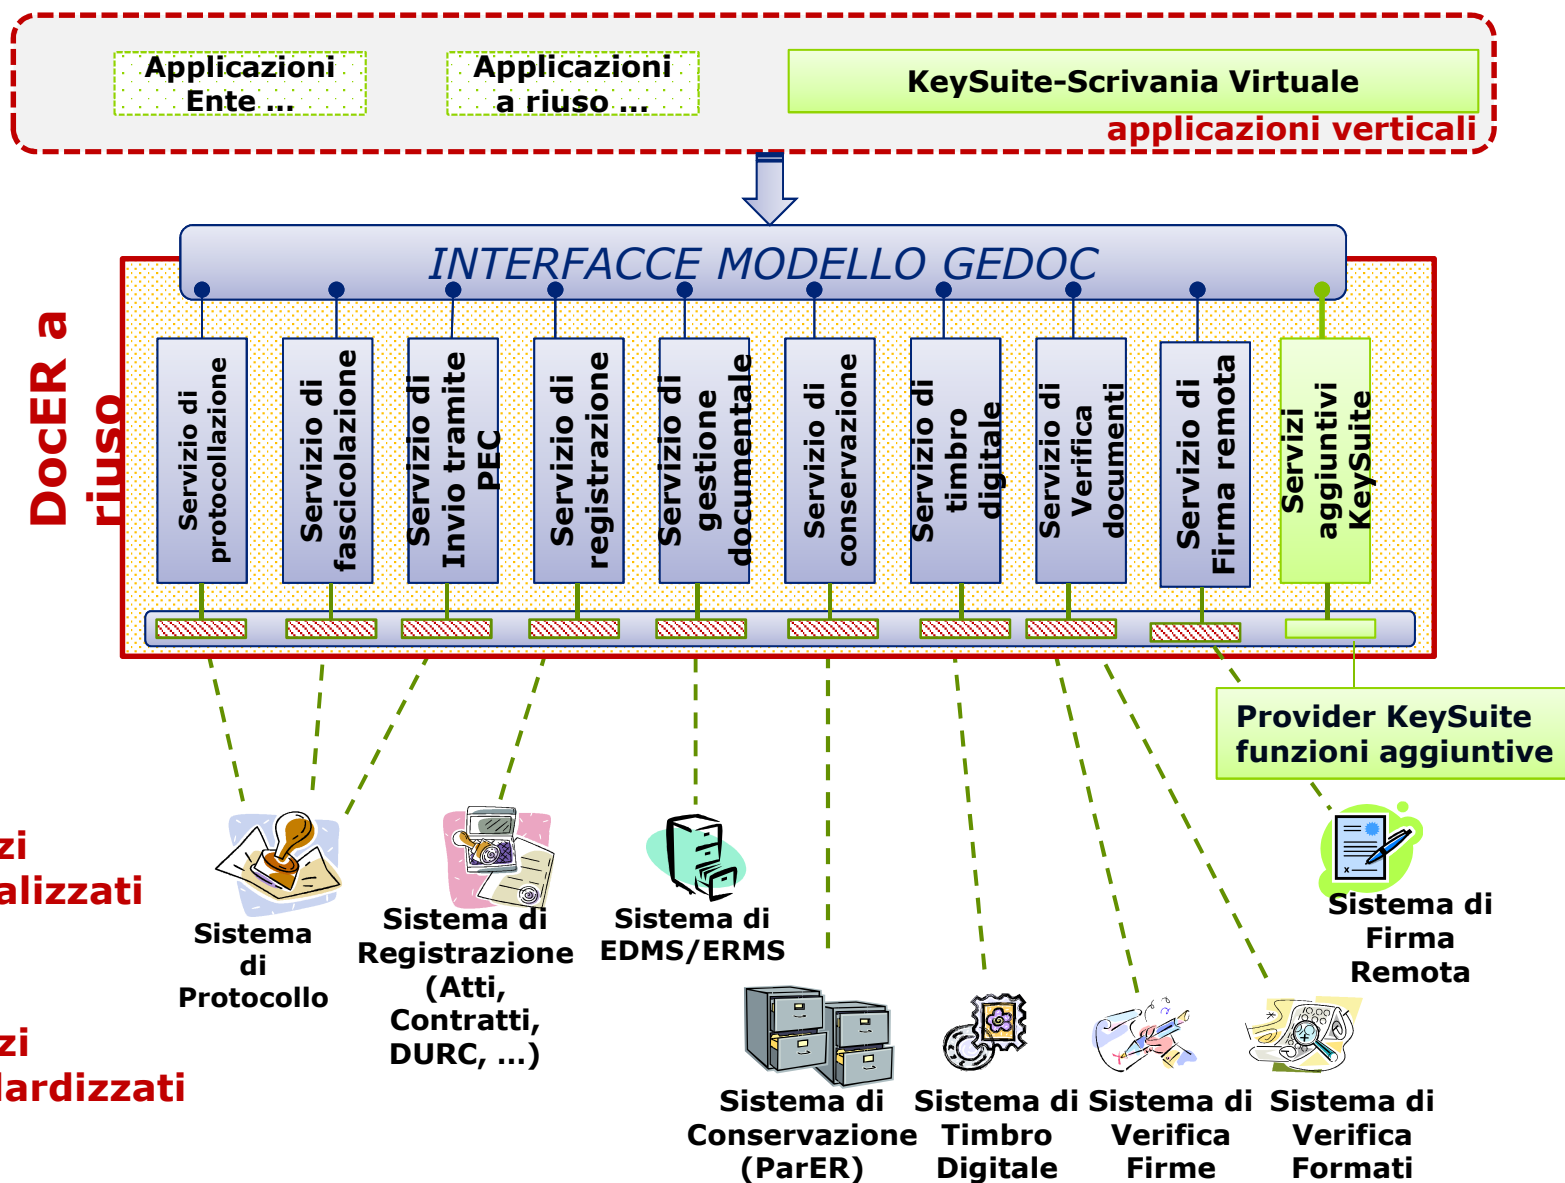 Applicazioni
Ente ...
Applicazioni
a riuso ...
KeySuite-Scrivania Virtuale
applicazioni verticali
INTERFACCE MODELLO GEDOC
DocER a
riuso
Servizio di
protocollazione
Servizio di
fascicolazione
Servizio di
Invio tramite
PEC
Servizio di
registrazione
Servizio di
gestione
documentale
Servizio di
conservazione
Servizio di
timbro
digitale
Servizio di
Verifica
documenti
Servizio di
Firma remota
Servizi
aggiuntivi
KeySuite
Provider KeySuite
funzioni aggiuntive
zi
alizzati
Sistema
di
Protocollo
Sistema di
Registrazione
(Atti,
Contratti,
DURC, ...)
Sistema di
EDMS/ERMS
Sistema di
Firma
Remota
zi
dardizzati
Sistema di
Conservazione
(ParER)
Sistema di
Timbro
Digitale
Sistema di
Verifica
Firme
Sistema di
Verifica
Formati